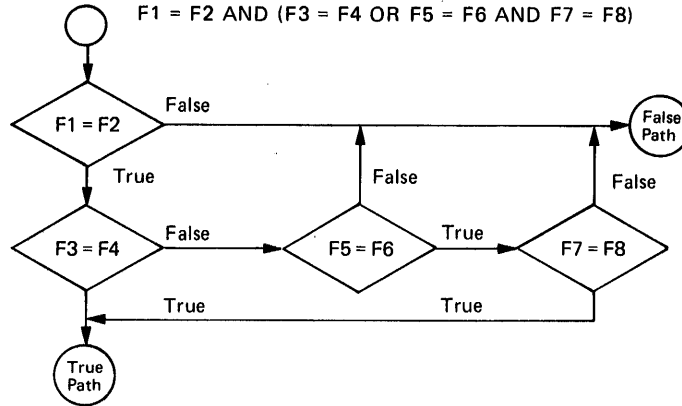 F1 = F2 AND (F3 = F4 OR F5 = F6 AND F7 = F8)
False
F1 = F2
False
Path
True
False
False
F3 = F4
False
F5 = F6
True
F7 = F8
True
True
True
Path